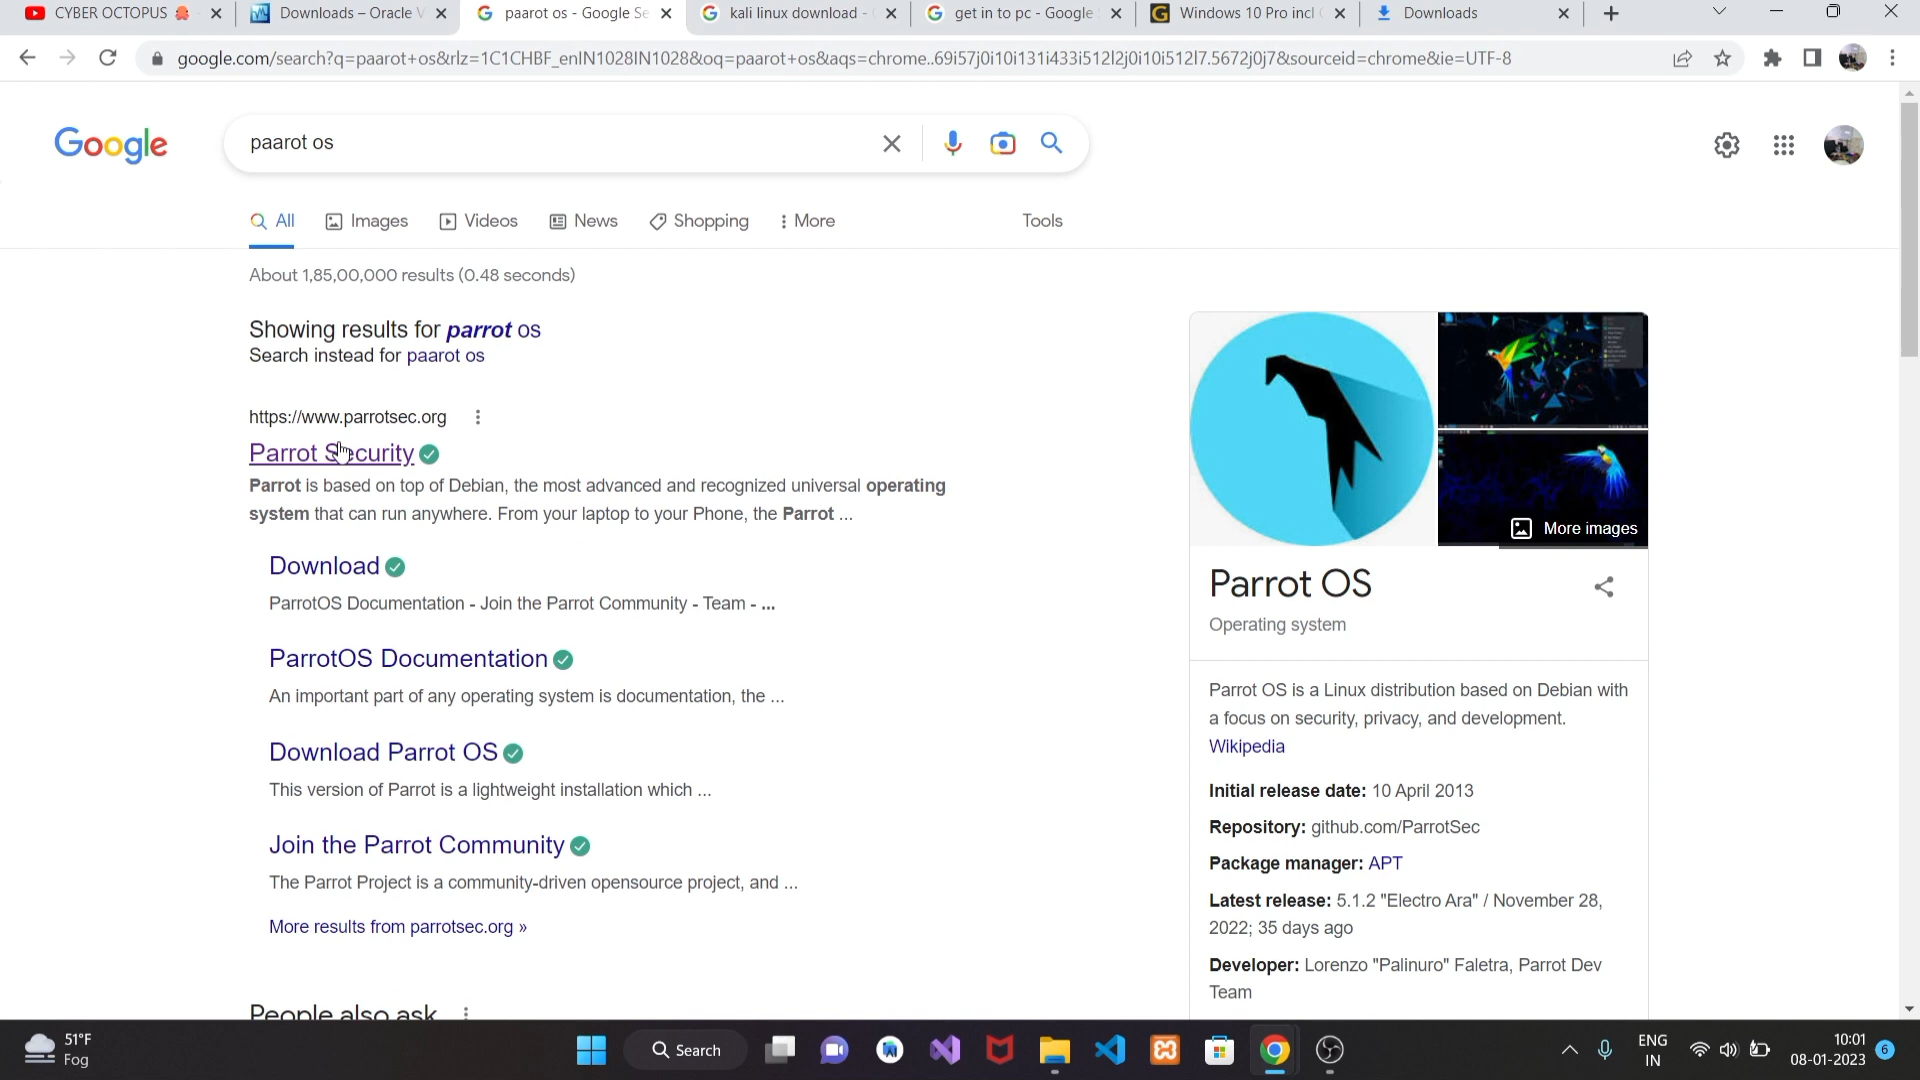 CYBER OCTOPUS
Downloads – Oracle V
paarot os - Google Se
kali linux download -
get in to pc - Google
Windows 10 Pro incl
Downloads
google.com/search?q=paarot+os&rlz=1C1CHBF_enIN1028IN1028&oq=paarot+os&aqs=chrome..69i57j0i10i131i433i512l2j0i10i512l7.5672j0j7&sourceid=chrome&ie=UTF-8
Google
paarot os
All
Images
Videos
News
Shopping
More
Tools
About 1,85,00,000 results (0.48 seconds)
Showing results for parrot os
Search instead for paarot os
https://www.parrotsec.org
Parrot Security
Parrot is based on top of Debian, the most advanced and recognized universal operating
system that can run anywhere. From your laptop to your Phone, the Parrot ...
Download
ParrotOS Documentation - Join the Parrot Community - Team - ...
ParrotOS Documentation
An important part of any operating system is documentation, the ...
Download Parrot OS
This version of Parrot is a lightweight installation which ...
Join the Parrot Community
The Parrot Project is a community-driven opensource project, and ...
More results from parrotsec.org »
People also ask
More images
Parrot OS
Operating system
Parrot OS is a Linux distribution based on Debian with
a focus on security, privacy, and development.
Wikipedia
Initial release date: 10 April 2013
Repository: github.com/ParrotSec
Package manager: APT
Latest release: 5.1.2 "Electro Ara" / November 28,
2022; 35 days ago
Developer: Lorenzo "Palinuro" Faletra, Parrot Dev
Team
51°F
Fog
Search
ENG
IN
10:01
08-01-2023
6